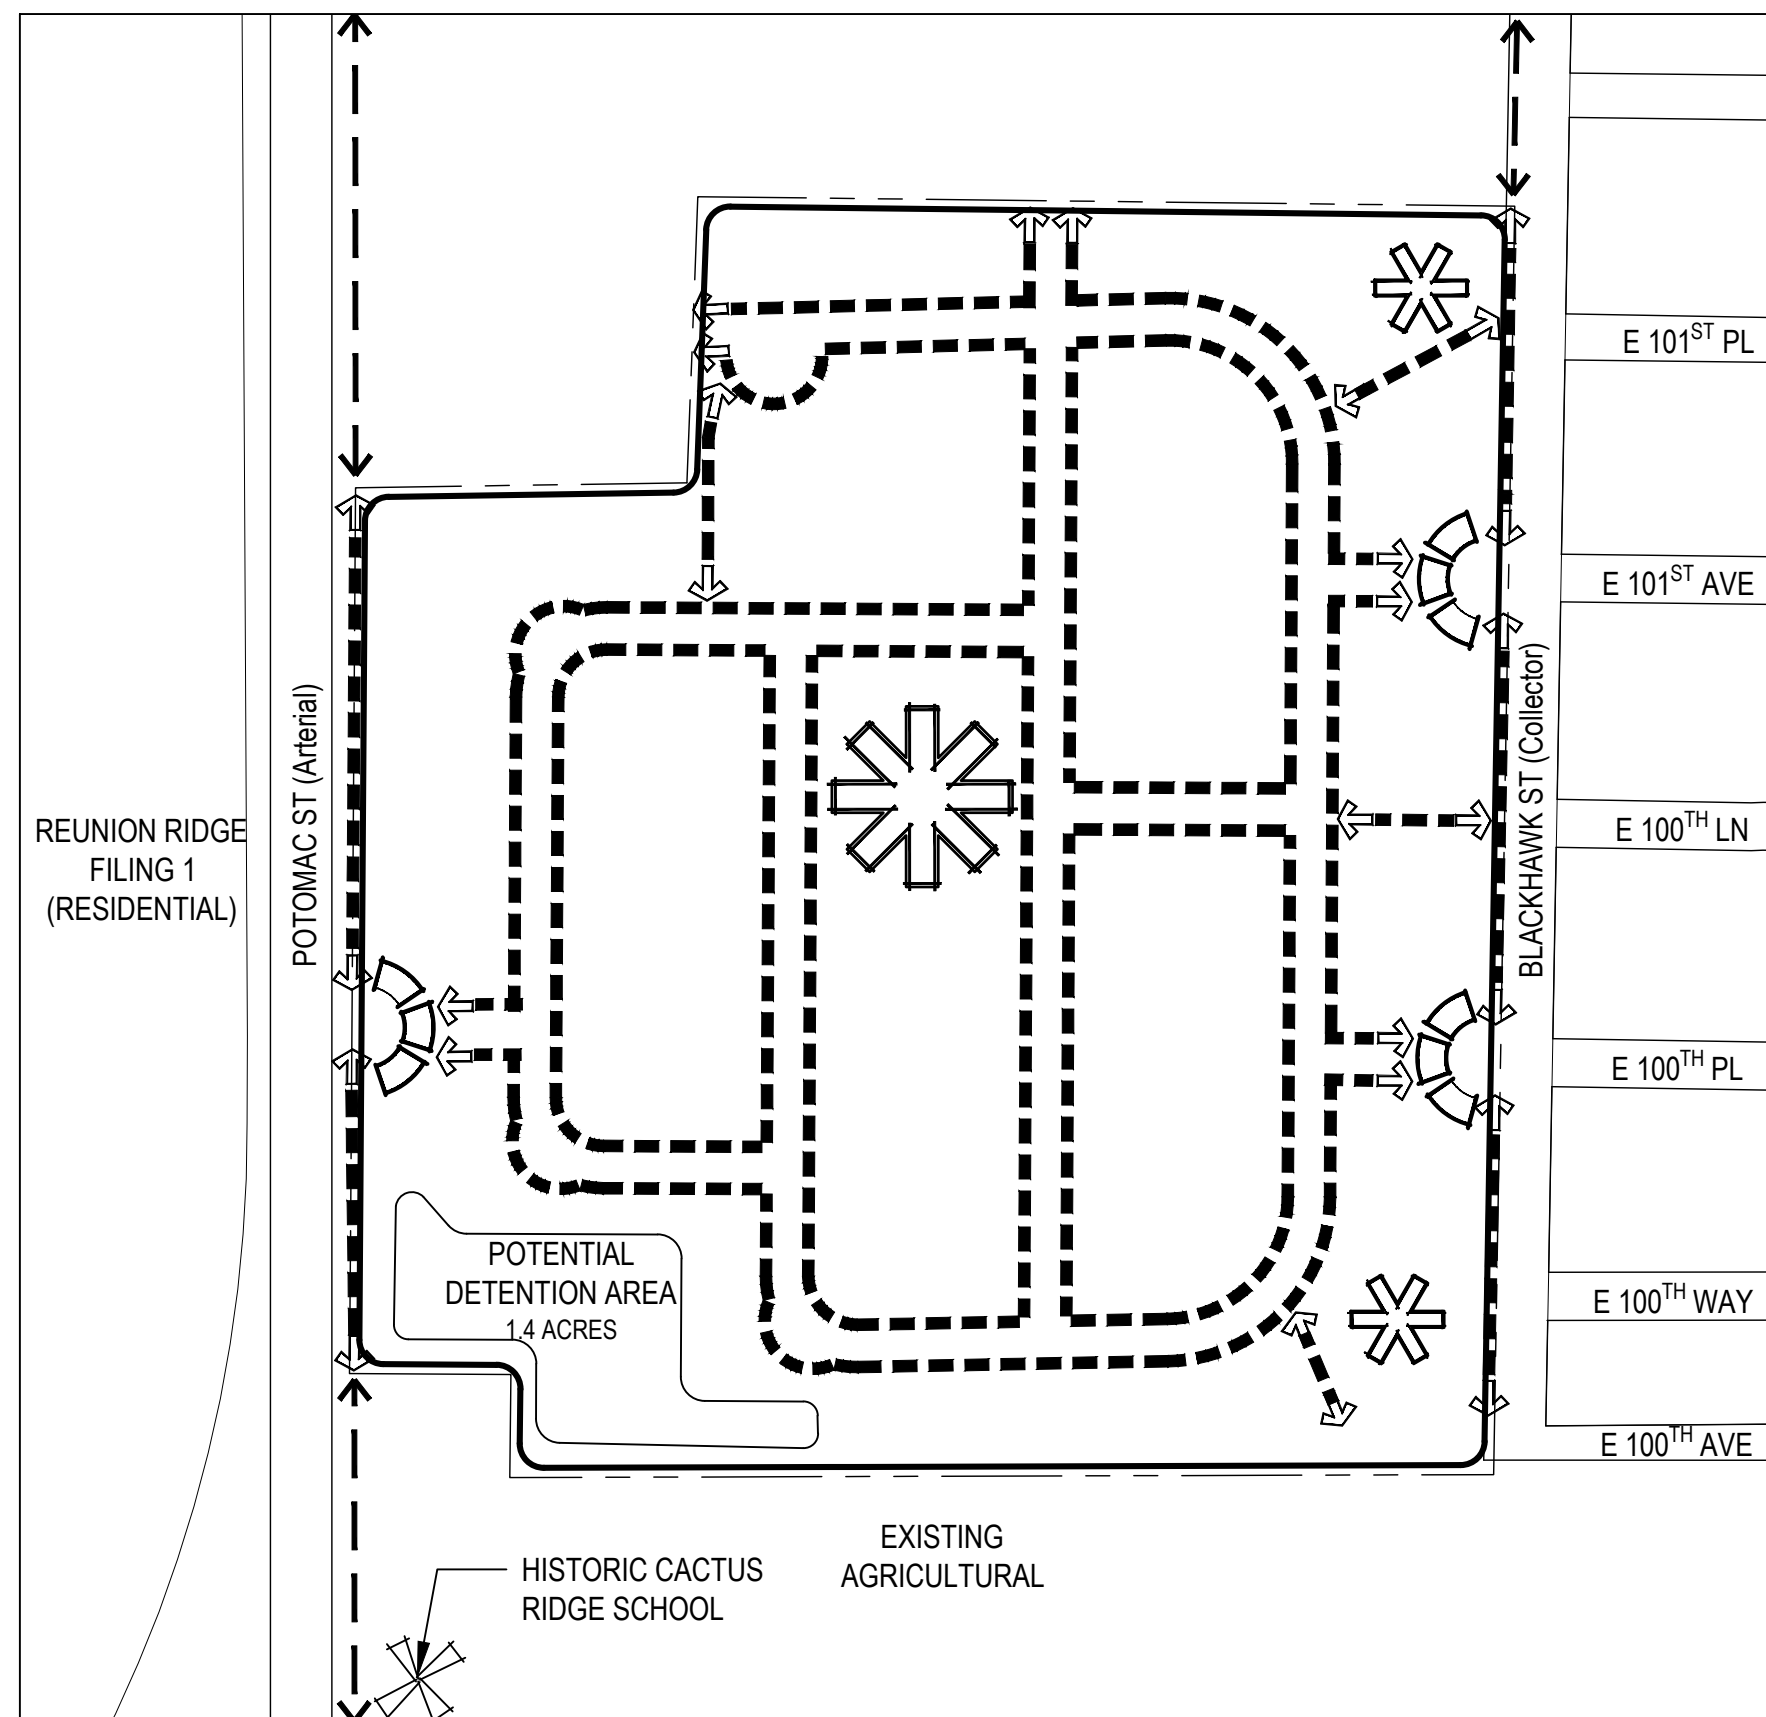 E 101ST PL
E 101ST AVE
POTOMAC ST (Arterial)
BLACKHAWK ST (Collector)
REUNION RIDGE
FILING 1
(RESIDENTIAL)
E 100TH LN
E 100TH PL
POTENTIAL
DETENTION AREA
1.4 ACRES
E 100TH WAY
E 100TH AVE
EXISTING
AGRICULTURAL
HISTORIC CACTUS
RIDGE SCHOOL